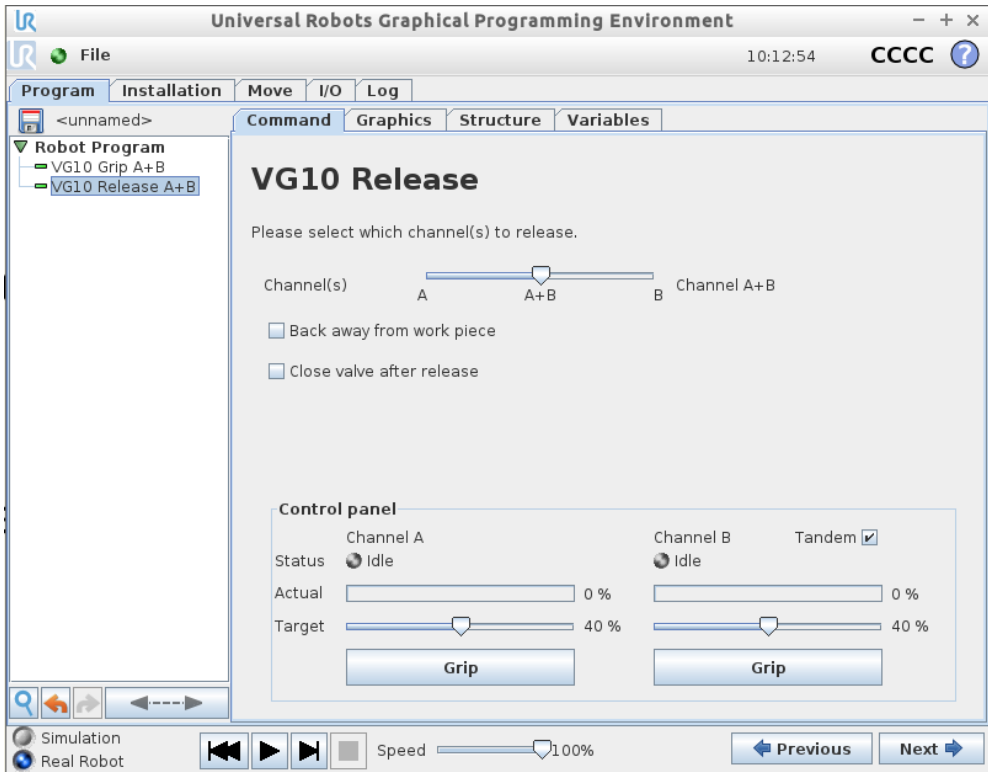 Universal Robots Graphical Programming Environment
File 10:12:54 CCCC ?
Program Installation Move I/O Log
<unnamed> Command Graphics Structure Variables
Robot Program
VG10 Grip A+B
VG10 Release A+B
VG10 Release
Please select which channel(s) to release.
Channel(s) A A+B B Channel A+B
Back away from work piece
Close valve after release
Control panel
Channel A Channel B Tandem
Status Idle Idle
Actual 0 % 0 %
Target 40 % 40 %
Grip Grip
Simulation
Real Robot
Speed 100%
Previous Next